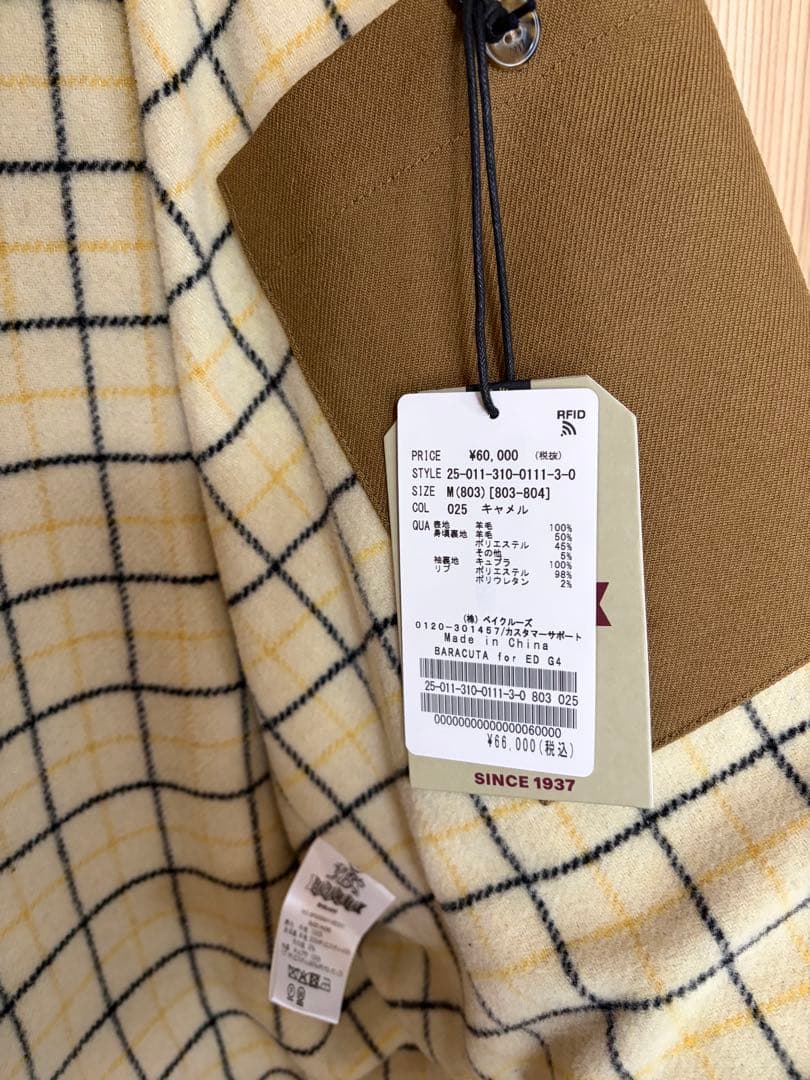 RFID
PRICE ¥60,000 (税抜)
STYLE 25-011-310-0111-3-0
SIZE M(803)[803-804]
COL 025 キャメル
QUA 表地 羊毛 100%
身頃裏地 羊毛 50%
ポリエステル 45%
その他 5%
袖裏地 キュプラ 100%
リブ ポリエステル 98%
ポリウレタン 2%
(株) ベイクルーズ
0120-301457/カスタマーサポート
Made in China
BARACUTA for ED G4
25-011-310-0111-3-0 803 025
00000000000000060000
¥66,000(税込)
SINCE 1937